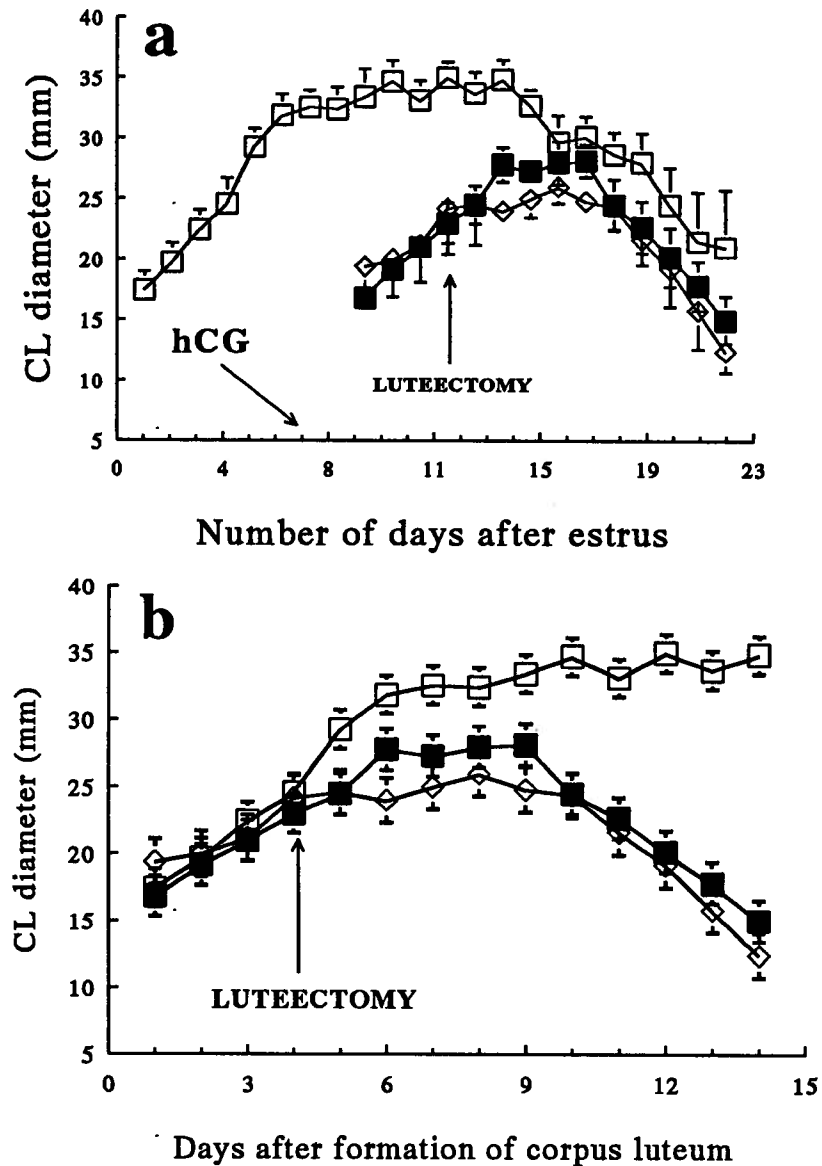 a
40
35
30
25
20
15
10
5
CL diameter (mm)
hCG
LUTEECTOMY
0 4 8 11 15 19 23
Number of days after estrus
b
40
35
30
25
20
15
10
5
CL diameter (mm)
LUTEECTOMY
0 3 6 9 12 15
Days after formation of corpus luteum